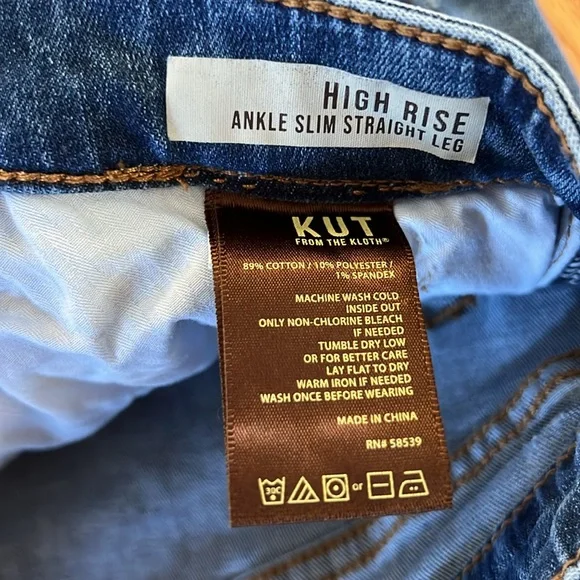 HIGH RISE
ANKLE SLIM STRAIGHT LEG
KUT
FROM THE KLOTH®
89% COTTON / 10% POLYESTER /
1% SPANDEX
MACHINE WASH COLD
INSIDE OUT
ONLY NON-CHLORINE BLEACH
IF NEEDED
TUMBLE DRY LOW
OR FOR BETTER CARE
LAY FLAT TO DRY
WARM IRON IF NEEDED
WASH ONCE BEFORE WEARING
MADE IN CHINA
RN# 58539
30C or